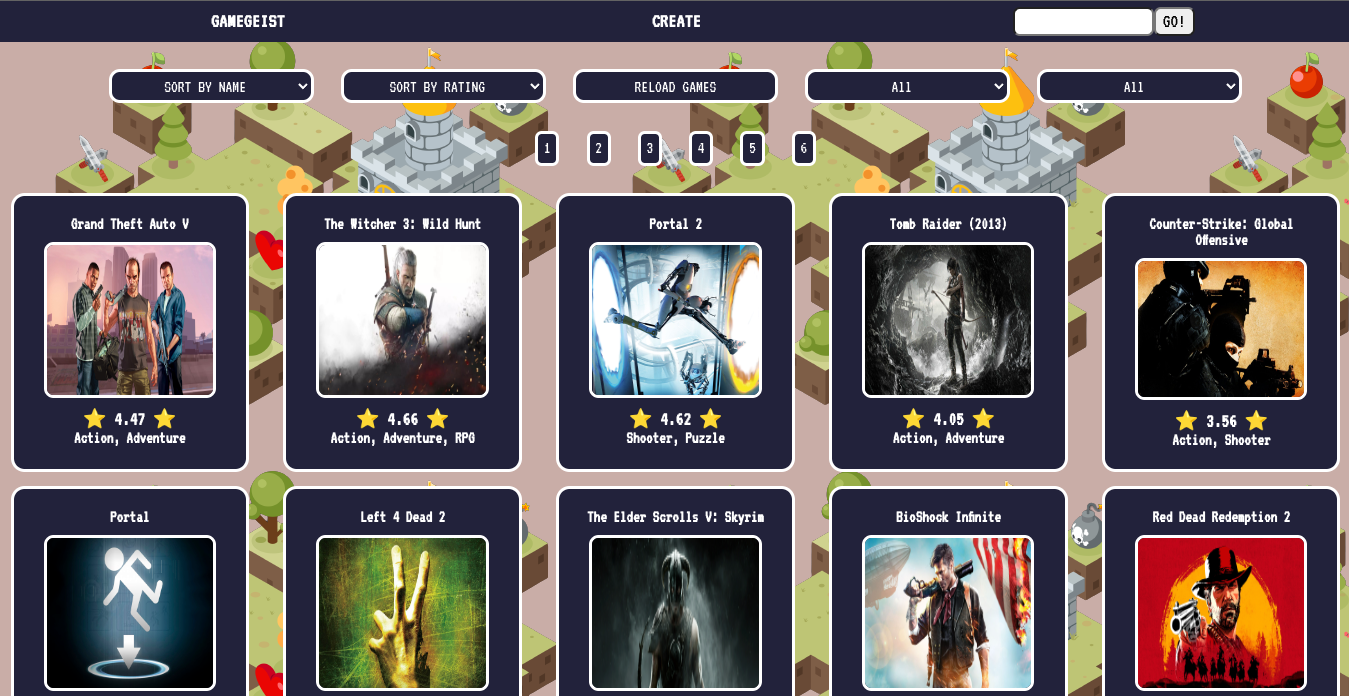 GAMEGEIST
CREATE
GO!
SORT BY NAME
SORT BY RATING
RELOAD GAMES
All
All
1 2 3 4 5 6
Grand Theft Auto V
4.47
Action, Adventure
The Witcher 3: Wild Hunt
4.66
Action, Adventure, RPG
Portal 2
4.62
Shooter, Puzzle
Tomb Raider (2013)
4.05
Action, Adventure
Counter-Strike: Global
Offensive
3.56
Action, Shooter
Portal
Left 4 Dead 2
The Elder Scrolls V: Skyrim
BioShock Infinite
Red Dead Redemption 2